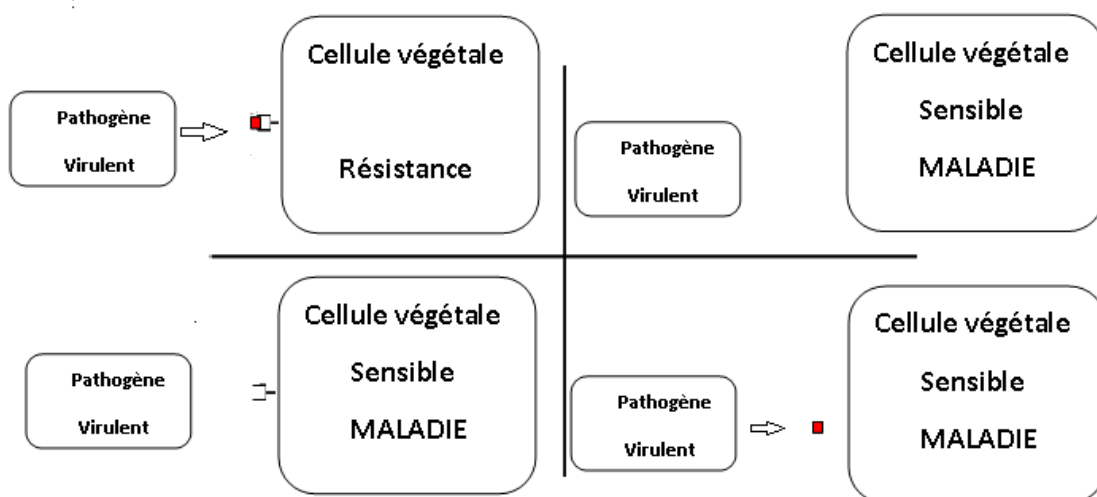 Cellule végétale
Pathogène
Virulent
Résistance
Cellule végétale
Sensible
MALADIE
Pathogène
Virulent
Cellule végétale
Sensible
MALADIE
Pathogène
Virulent
Cellule végétale
Sensible
MALADIE
Pathogène
Virulent